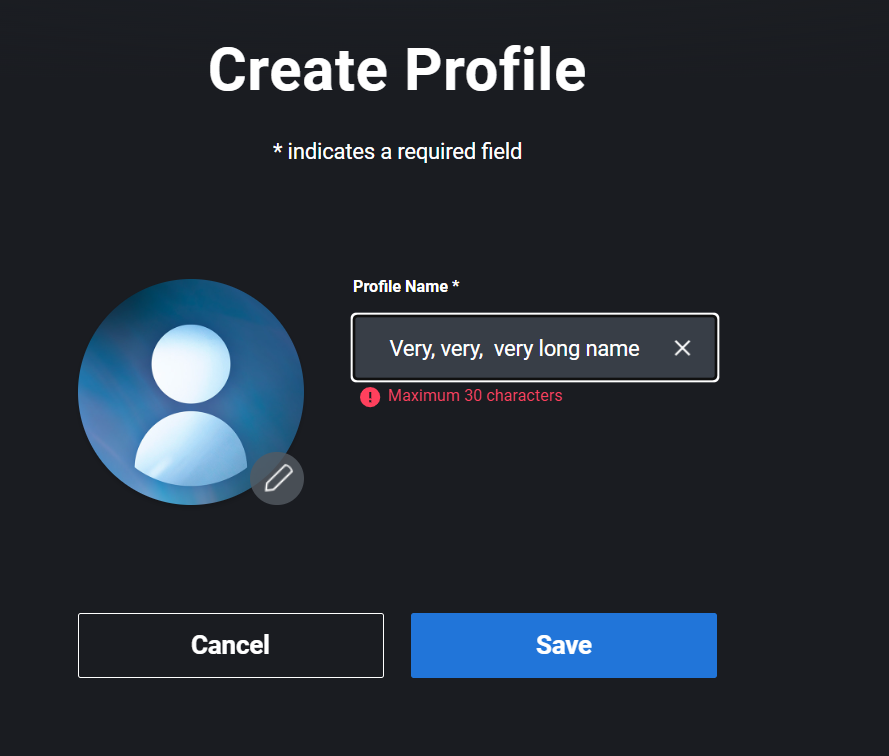 Create Profile
* indicates a required field
Profile Name *
Very, very,  very long name
Maximum 30 characters
Cancel
Save